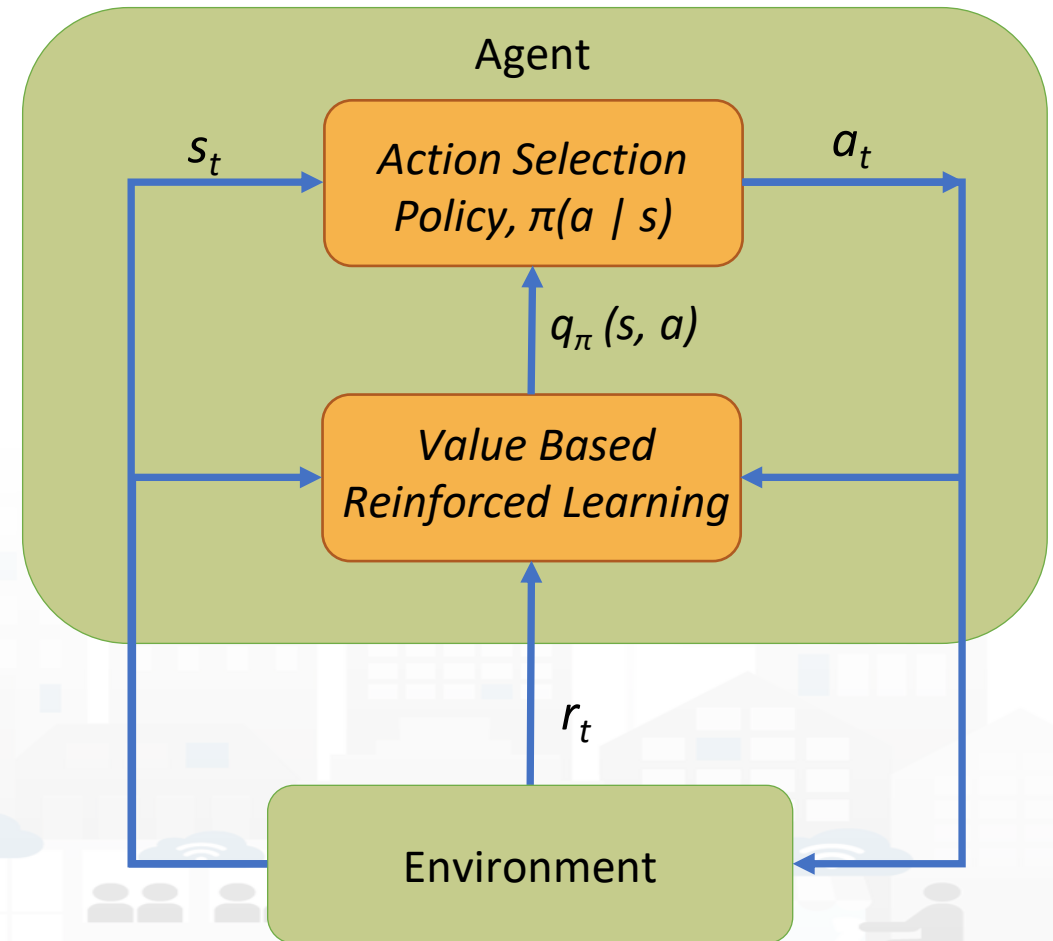 Agent
s_t
Action Selection
Policy, π(a | s)
a_t
q_π (s, a)
Value Based
Reinforced Learning
r_t
Environment